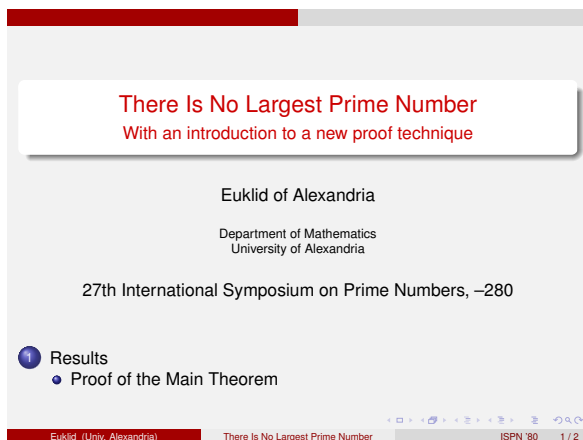 There Is No Largest Prime Number
With an introduction to a new proof technique
Euklid of Alexandria
Department of Mathematics
University of Alexandria
27th International Symposium on Prime Numbers, –280
1 Results
Proof of the Main Theorem
Euklid (Univ. Alexandria) There Is No Largest Prime Number ISPN '80 1 / 2